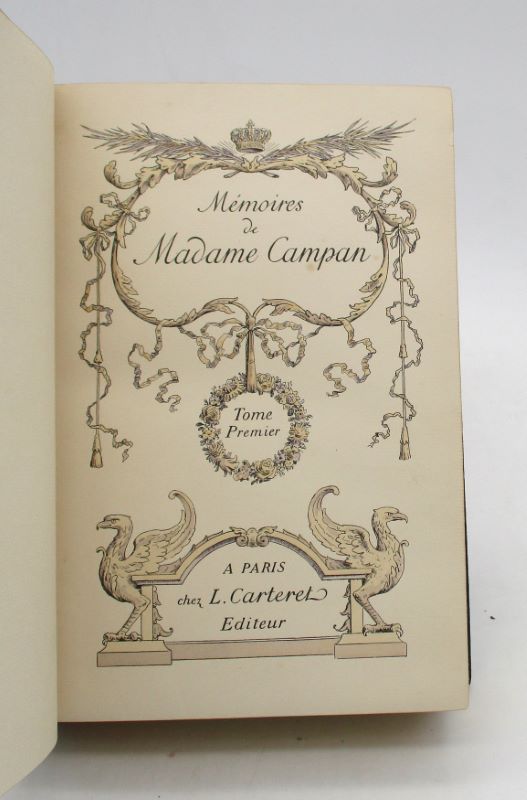 Mémoires
de
Madame Campan
Tome
Premier
A PARIS
chez L. Carteret
Editeur